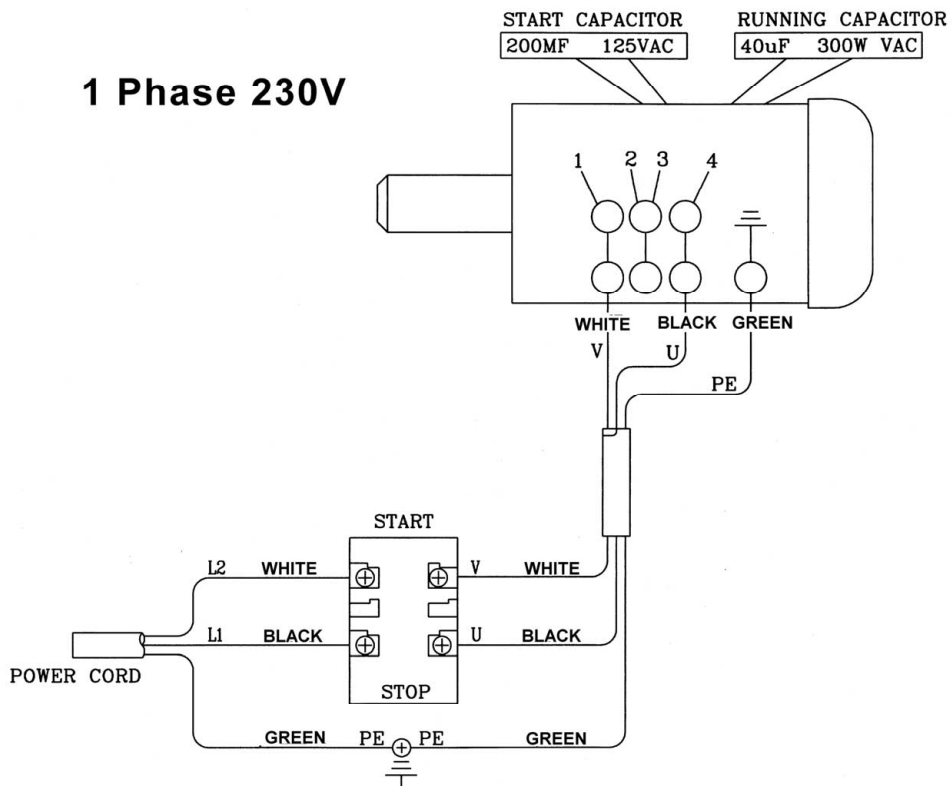 START CAPACITOR
200MF 125VAC
RUNNING CAPACITOR
40uF 300W VAC
1 Phase 230V
1 2 3 4
WHITE BLACK GREEN
V U
PE
START
L2 WHITE V WHITE
L1 BLACK U BLACK
POWER CORD
STOP
GREEN PE PE GREEN